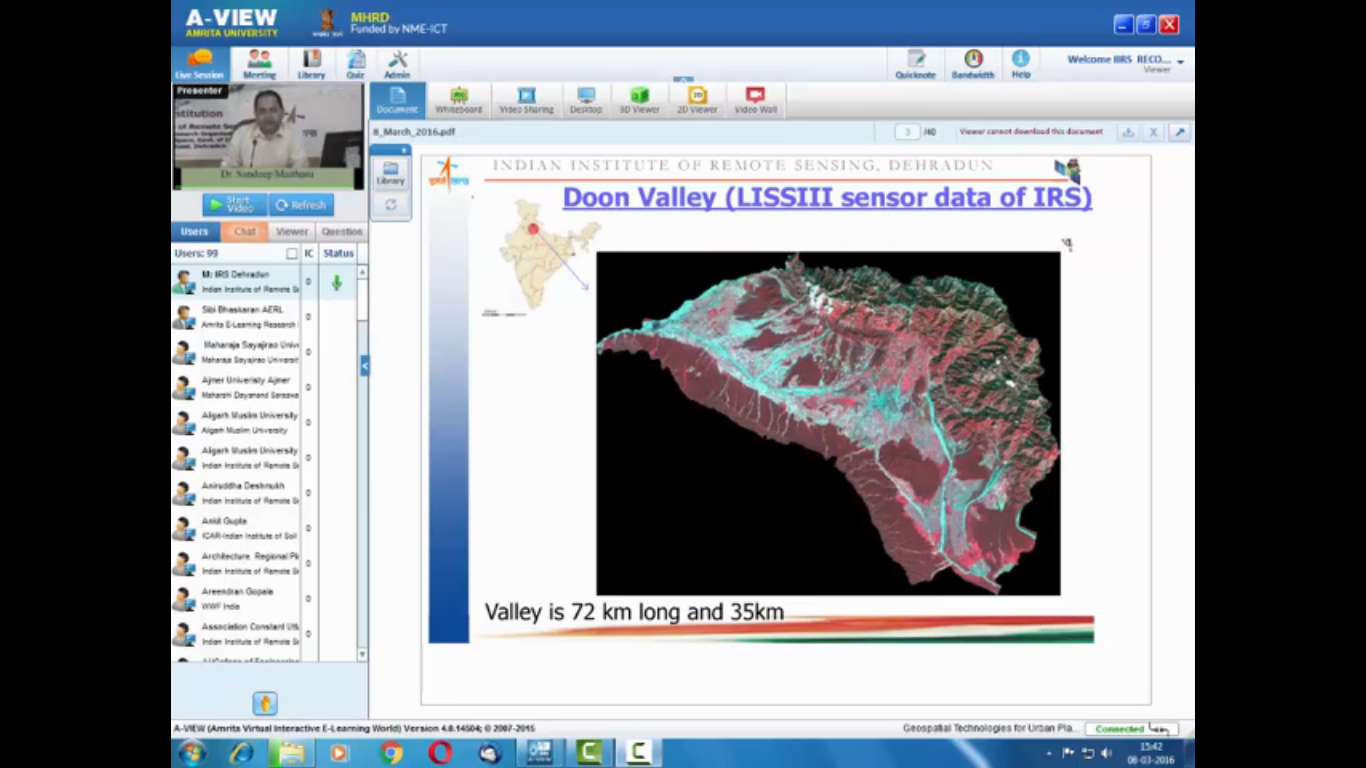 A-VIEW
AMRITA UNIVERSITY
MHRD
Funded by NME-ICT
Live Session
Meeting
Library
Quiz
Admin
Quicknote
Bandwidth
Help
Welcome IIRS RECO...
Viewer
Presenter
Dr. Sandeep Maithani
Start Video
Refresh
Users
Chat
Viewer
Question
Users: 99
IC
Status
M: IIRS Dehradun
Indian Institute of Remote S
0
Sibi Bhaskaran AERL
Amrita E-Learning Research
0
Maharaja Sayajirao Unive
Maharaja Sayajirao Universit
0
Ajmer Univeristy Ajmer
Maharshi Dayanand Saraswa
0
Aligarh Muslim University
Aligarh Muslim University
0
Aligarh Muslim University
Indian Institute of Remote S
0
Aniruddha Deshmukh
Indian Institute of Remote S
0
Ankil Gupta
ICAR-Indian Institute of Soil
0
Architecture Regional Pl
Indian Institute of Remote S
0
Areendran Gopala
WWF India
0
Association Constant
Indian Institute of Remote S
0
Document
Whiteboard
Video Sharing
Desktop
3D Viewer
2D Viewer
Video Wall
8_March_2016.pdf
3 /40
Viewer cannot download this document
Library
INDIAN INSTITUTE OF REMOTE SENSING, DEHRADUN
Doon Valley (LISSIII sensor data of IRS)
Valley is 72 km long and 35km
A-VIEW (Amrita Virtual Interactive E-Learning World) Version 4.0.14504; © 2007-2015
Geospatial Technologies for Urban Pla...
Connected
15:42
08-03-2016